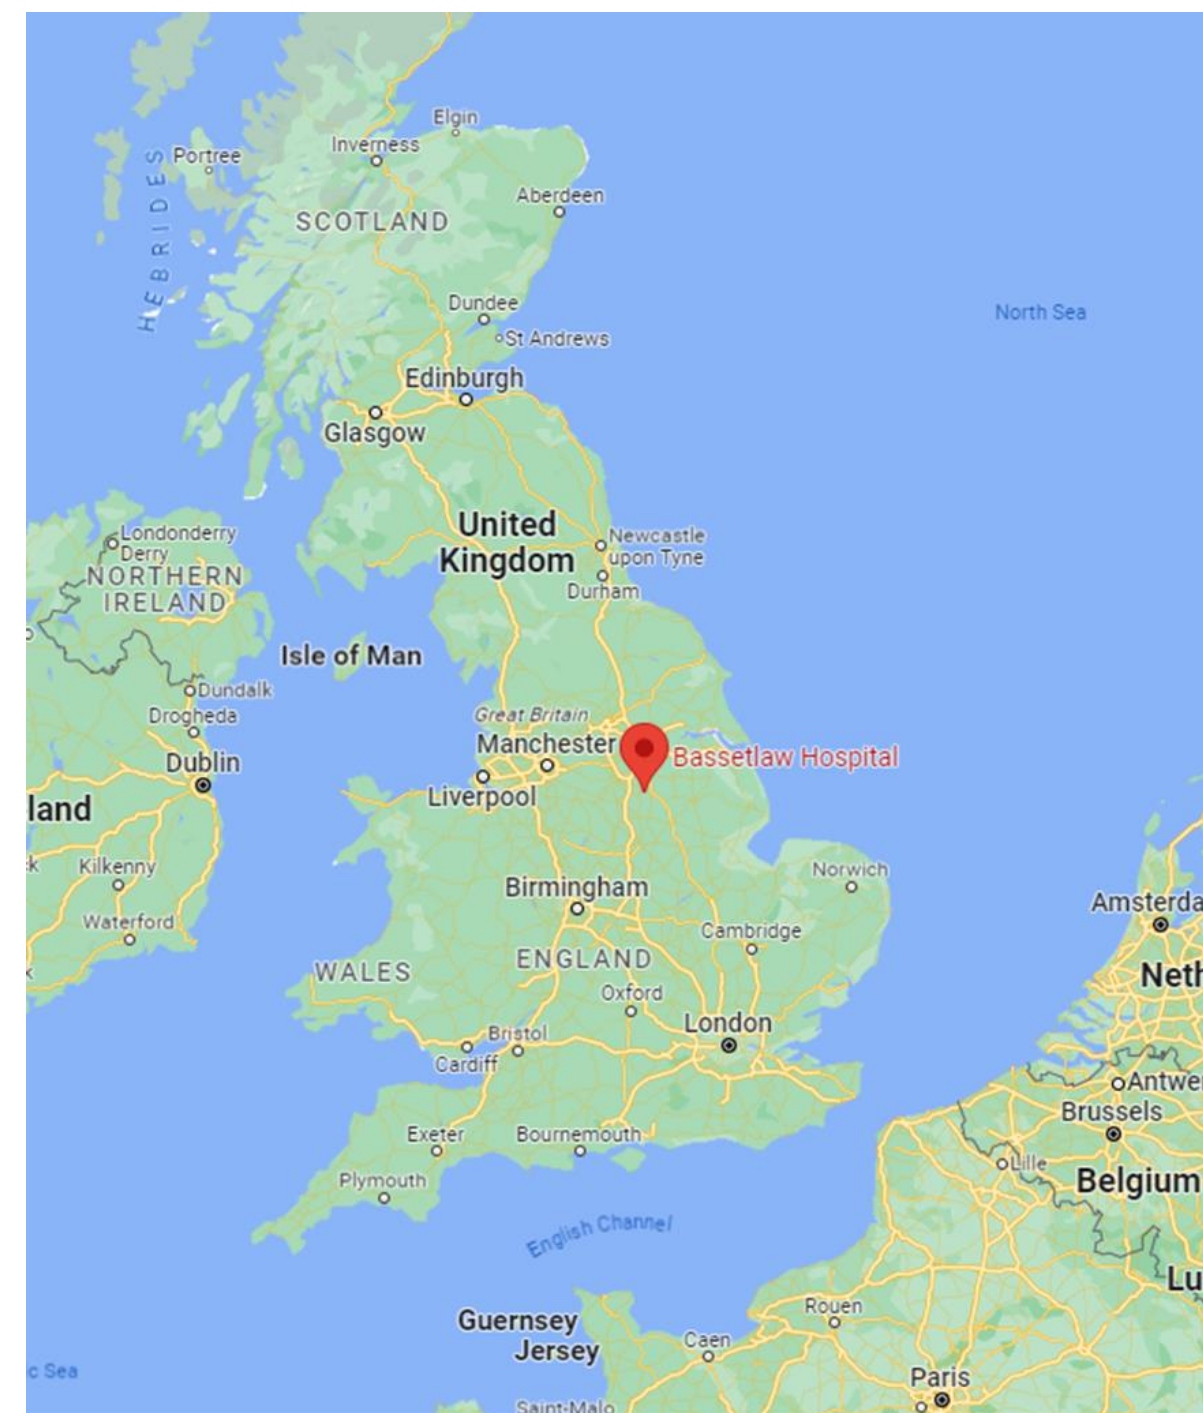 Elgin
Inverness
Portree
Aberdeen
SCOTLAND
HEBRIDES
Dundee
St Andrews
North Sea
Edinburgh
Glasgow
United
Kingdom
Newcastle
upon Tyne
Londonderry
Derry
NORTHERN
IRELAND
Durham
Isle of Man
Dundalk
Drogheda
Great Britain
Manchester
Bassetlaw Hospital
Dublin
Liverpool
land
Kilkenny
k
Norwich
Birmingham
Amsterda
Waterford
Cambridge
ENGLAND
WALES
Neth
k
Oxford
London
Bristol
Cardiff
Antwe
Brussels
Exeter
Bournemouth
Lille
Plymouth
Belgium
English Channel
Lu
Rouen
Guernsey
Jersey
Caen
c Sea
Paris
Saint-Malo